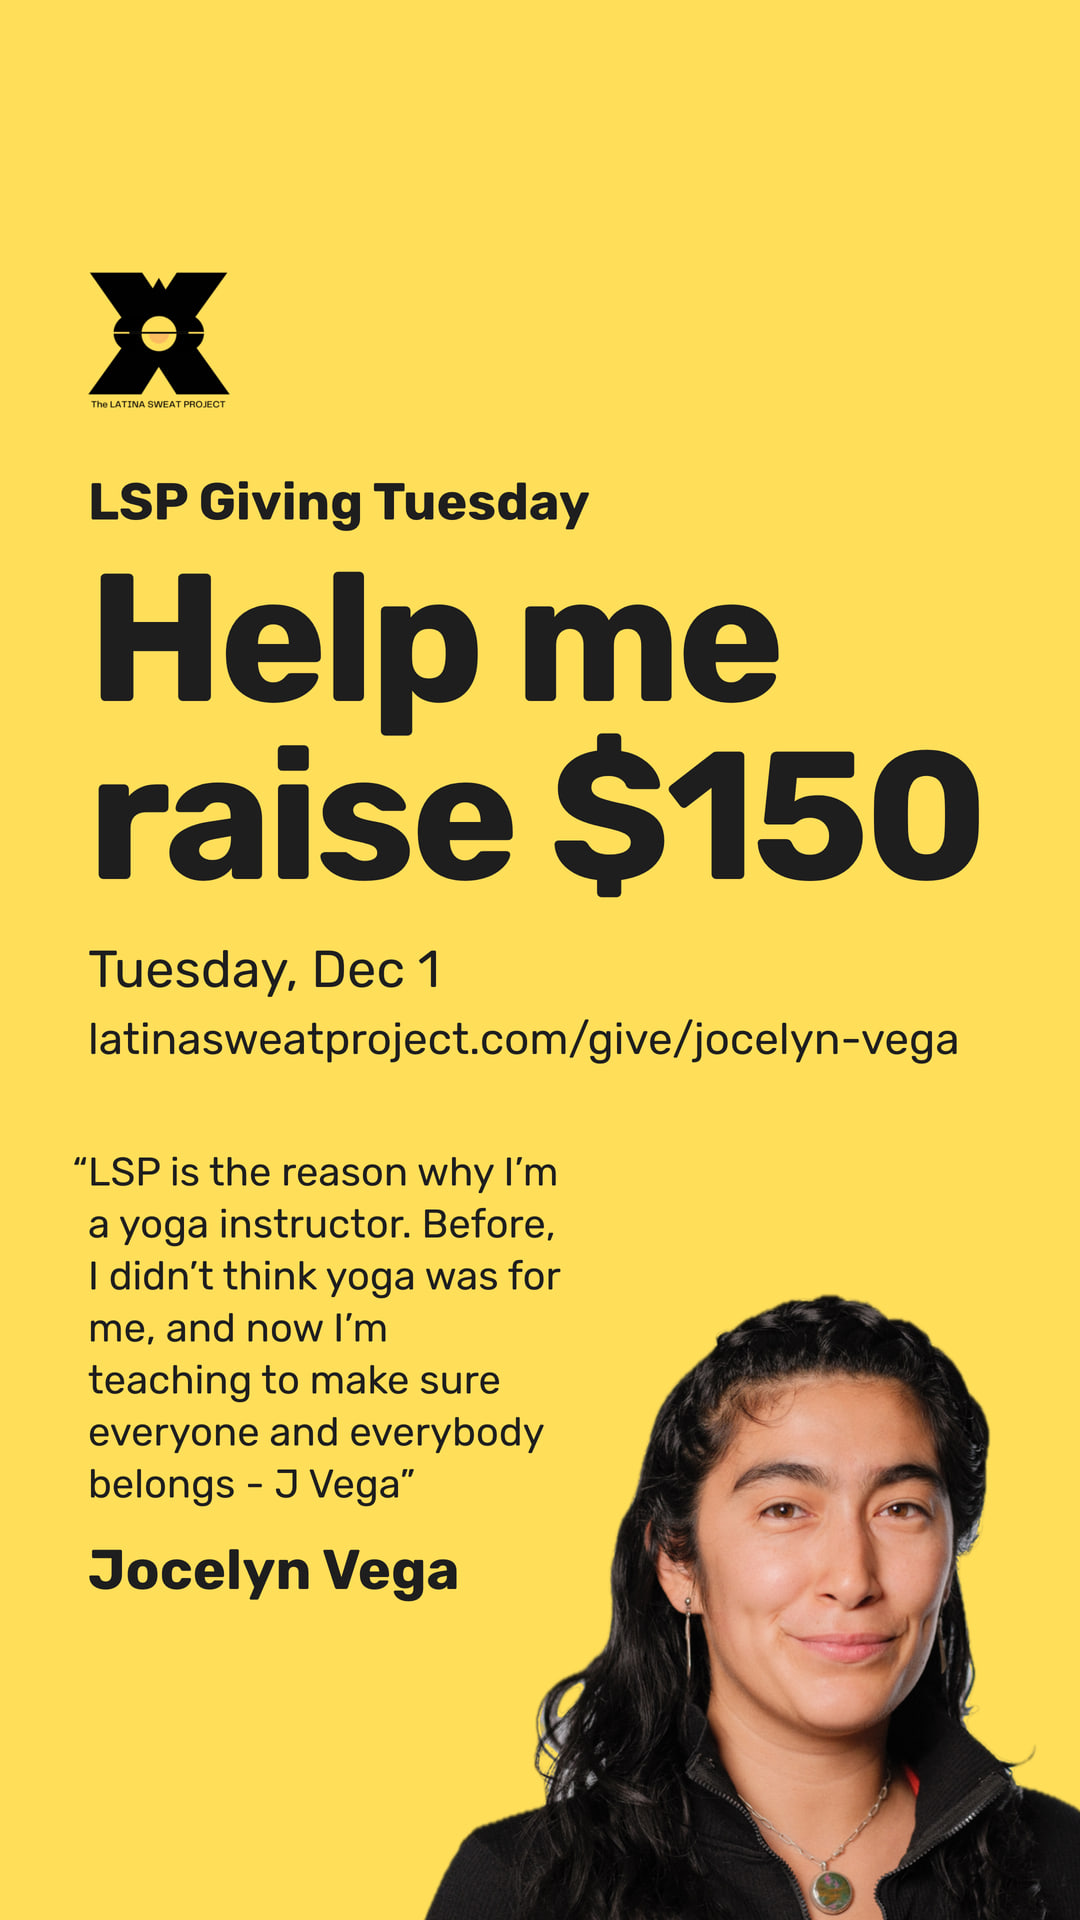 The LATINA SWEAT PROJECT
LSP Giving Tuesday
Help me
raise $150
Tuesday, Dec 1
latinasweatproject.com/give/jocelyn-vega
“LSP is the reason why I’m
a yoga instructor. Before,
I didn’t think yoga was for
me, and now I’m
teaching to make sure
everyone and everybody
belongs - J Vega”
Jocelyn Vega